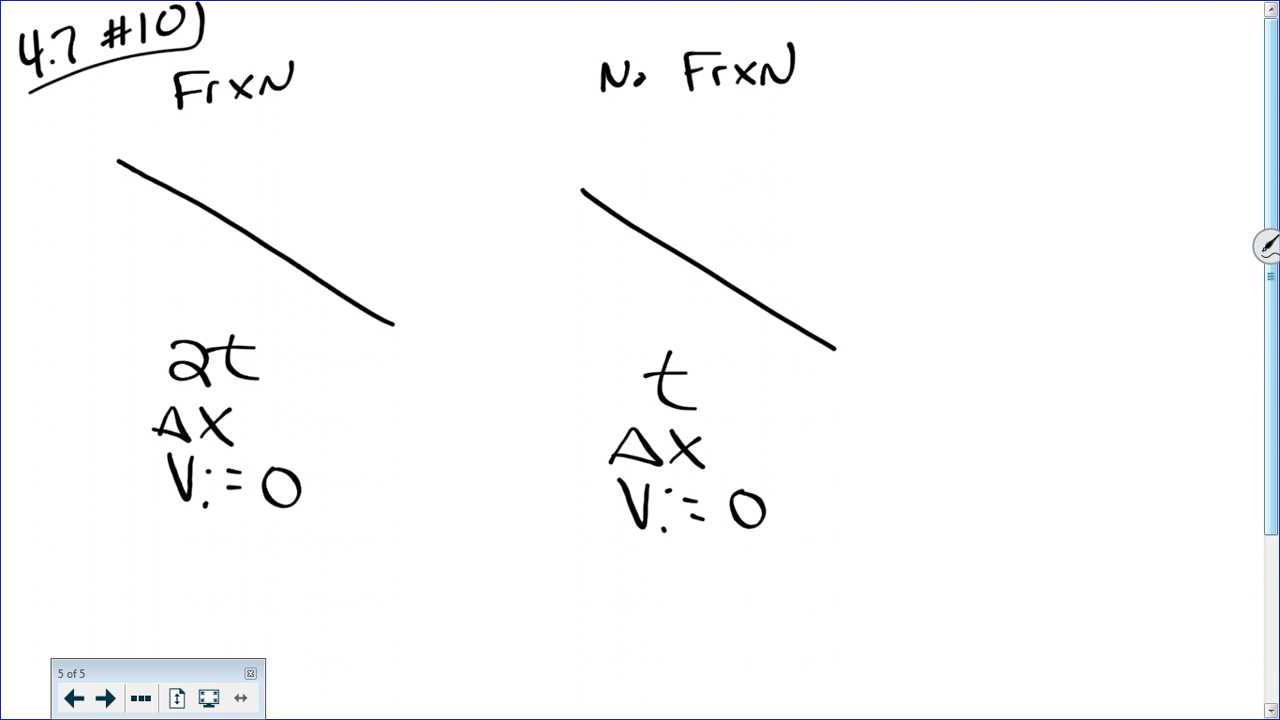 4.7 #10)
FrxN
No FrxN
2t
Δx
Vi = 0
t
Δx
Vi = 0
5 of 5